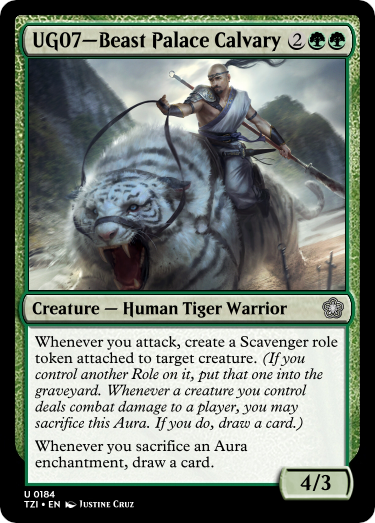 UG07—Beast Palace Calvary 2
Creature — Human Tiger Warrior
Whenever you attack, create a Scavenger role
token attached to target creature. (If you
control another Role on it, put that one into the
graveyard. Whenever a creature you control
deals combat damage to a player, you may
sacrifice this Aura. If you do, draw a card.)
Whenever you sacrifice an Aura
enchantment, draw a card.
4/3
U 0184
TZI • EN Justine Cruz